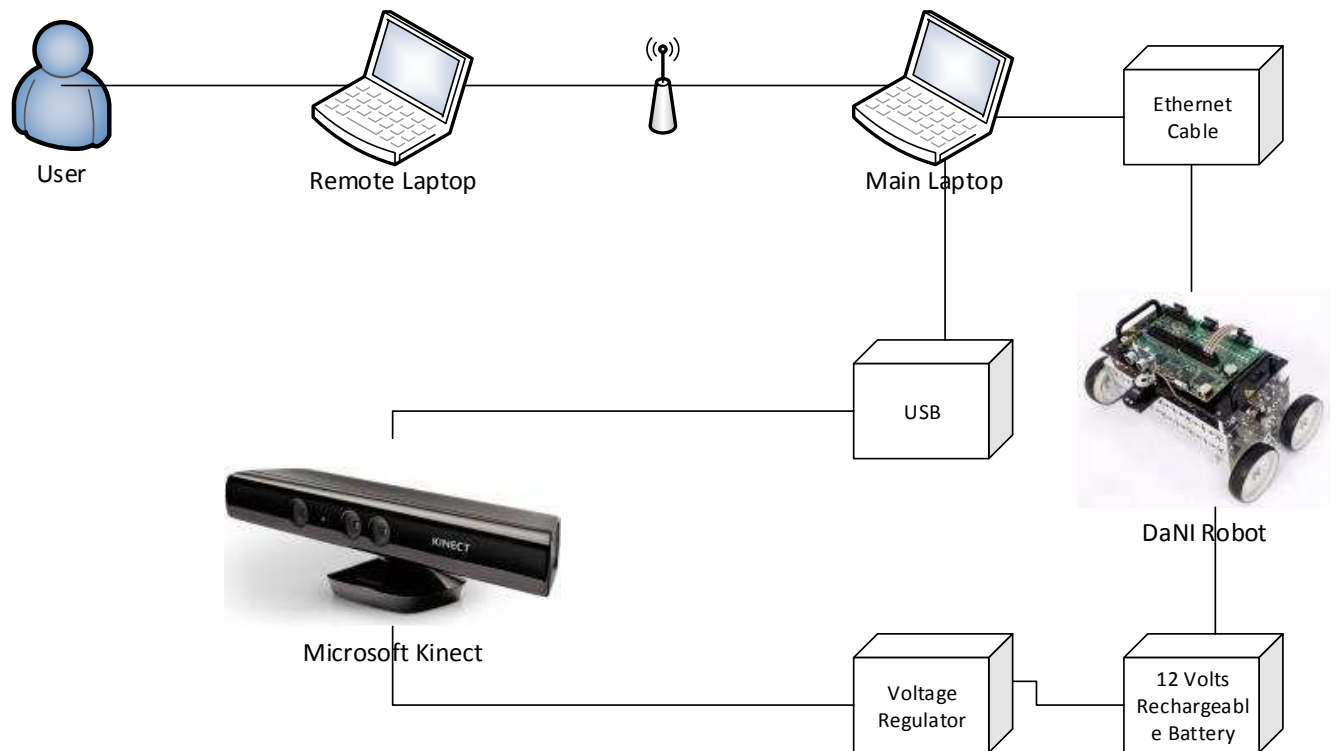 User
Remote Laptop
Main Laptop
Ethernet
Cable
USB
KINECT
DaNI Robot
Microsoft Kinect
Voltage
Regulator
12 Volts
Rechargeabl
e Battery